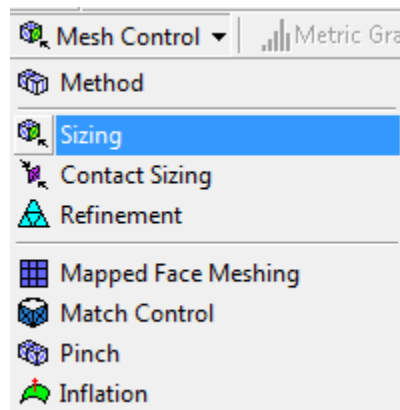 Mesh Control Metric Gra
Method
Sizing
Contact Sizing
Refinement
Mapped Face Meshing
Match Control
Pinch
Inflation